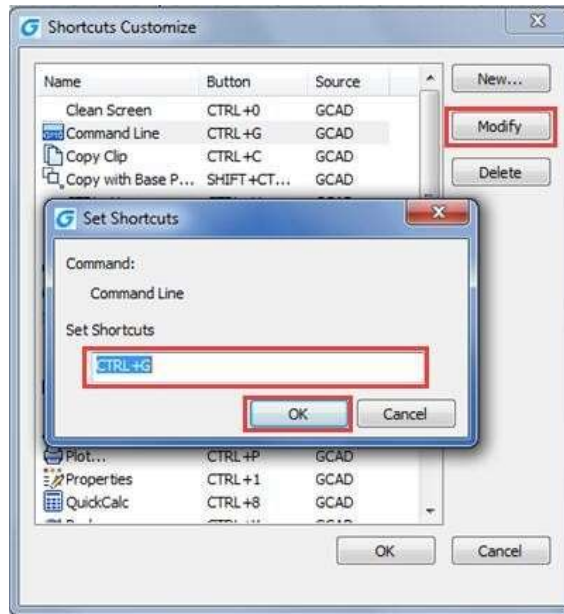 Shortcuts Customize
Name Button Source
New...
Clean Screen CTRL+0 GCAD
Command Line CTRL+G GCAD
Modify
Copy Clip CTRL+C GCAD
Copy with Base P... SHIFT+CT... GCAD
Delete
Set Shortcuts
Command:
Command Line
Set Shortcuts
CTRL+G
OK Cancel
Plot... CTRL+P GCAD
Properties CTRL+1 GCAD
QuickCalc CTRL+8 GCAD
OK Cancel